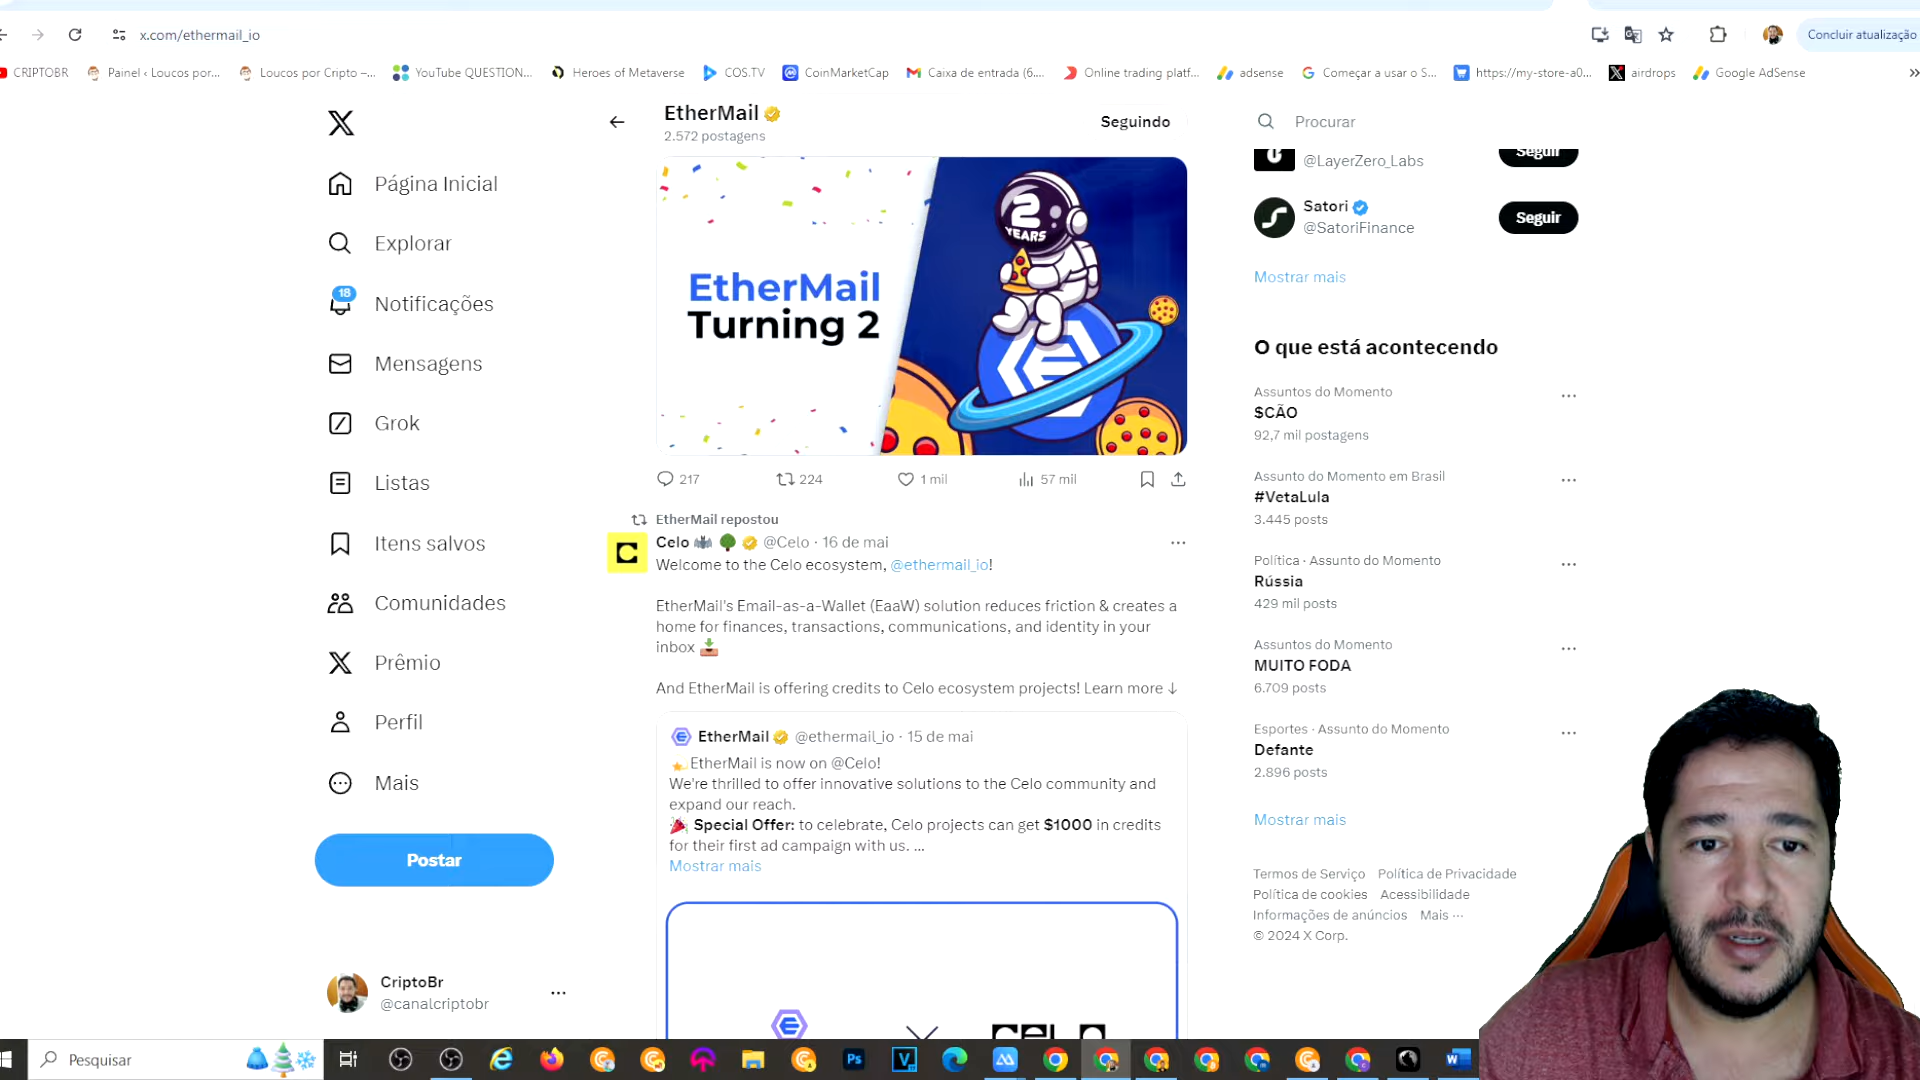 x.com/ethermail_io
Concluir atualização
CRIPTOBR
Painel ‹ Loucos por...
Loucos por Cripto –...
YouTube QUESTION...
Heroes of Metaverse
COS.TV
CoinMarketCap
Caixa de entrada (6....
Online trading platf...
adsense
Começar a usar o S...
https://my-store-a0...
airdrops
Google AdSense
Página Inicial
Explorar
18
Notificações
Mensagens
Grok
Listas
Itens salvos
Comunidades
Prêmio
Perfil
Mais
Postar
CriptoBr
@canalcriptobr
EtherMail
2.572 postagens
Seguindo
EtherMail
Turning 2
2
YEARS
217
224
1 mil
57 mil
EtherMail repostou
Celo @Celo · 16 de mai
Welcome to the Celo ecosystem, @ethermail_io!
EtherMail's Email-as-a-Wallet (EaaW) solution reduces friction & creates a
home for finances, transactions, communications, and identity in your
inbox
And EtherMail is offering credits to Celo ecosystem projects! Learn more ↓
EtherMail @ethermail_io · 15 de mai
EtherMail is now on @Celo!
We're thrilled to offer innovative solutions to the Celo community and
expand our reach.
Special Offer: to celebrate, Celo projects can get $1000 in credits
for their first ad campaign with us. ...
Mostrar mais
celo
Procurar
@LayerZero_Labs
Seguir
Satori
@SatoriFinance
Seguir
Mostrar mais
O que está acontecendo
Assuntos do Momento
$CÃO
92,7 mil postagens
Assunto do Momento em Brasil
#VetaLula
3.445 posts
Política · Assunto do Momento
Rússia
429 mil posts
Assuntos do Momento
MUITO FODA
6.709 posts
Esportes · Assunto do Momento
Defante
2.896 posts
Mostrar mais
Termos de Serviço Política de Privacidade
Política de cookies Acessibilidade
Informações de anúncios Mais ···
© 2024 X Corp.
Pesquisar